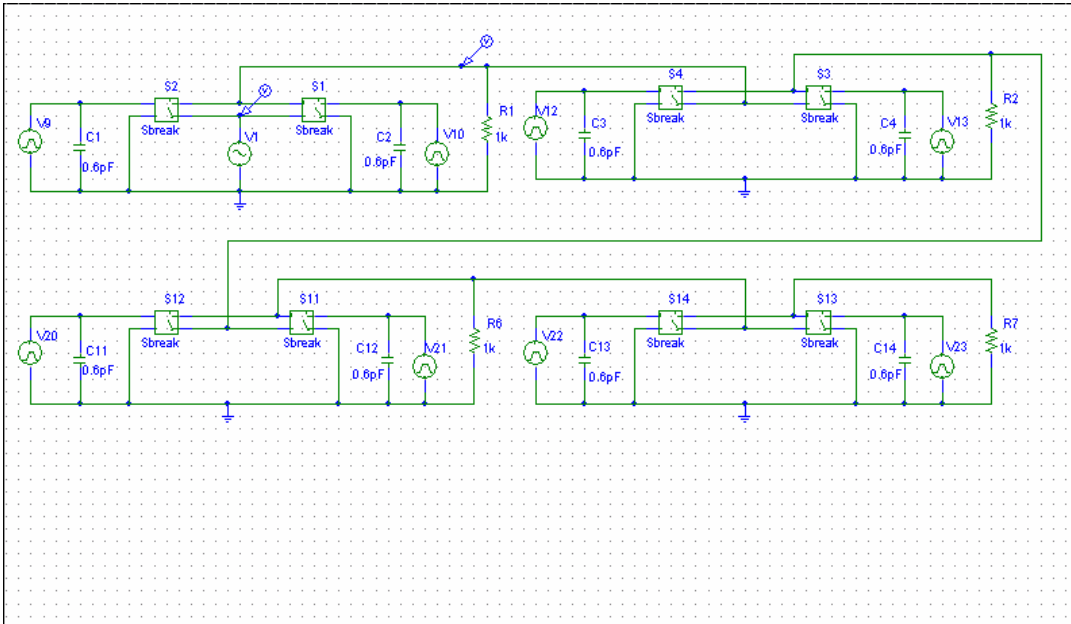 V
V
S2
S1
S4
S3
V9
C1
0.6pF
Sbreak
V1
Sbreak
C2
0.6pF
V10
R1
1k
V12
C3
0.6pF
Sbreak
Sbreak
C4
0.6pF
V13
R2
1k
S12
S11
S14
S13
V20
C11
0.6pF
Sbreak
Sbreak
C12
0.6pF
V21
R6
1k
V22
C13
0.6pF
Sbreak
Sbreak
C14
0.6pF
V23
R7
1k